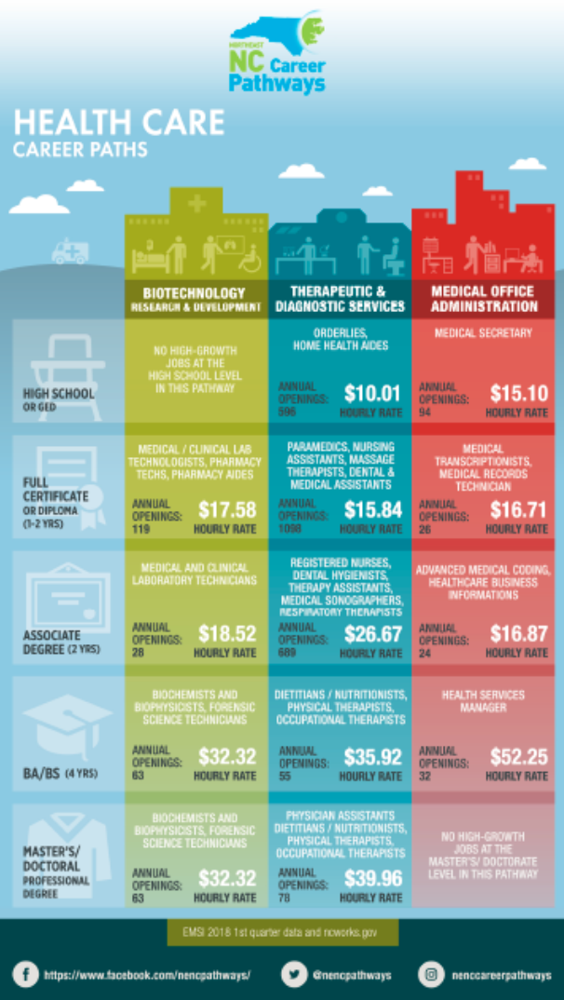 NORTHEAST
NC Career
Pathways
HEALTH CARE
CAREER PATHS
BIOTECHNOLOGY
RESEARCH & DEVELOPMENT
THERAPEUTIC &
DIAGNOSTIC SERVICES
MEDICAL OFFICE
ADMINISTRATION
HIGH SCHOOL
OR GED
NO HIGH-GROWTH
JOBS AT THE
HIGH SCHOOL LEVEL
IN THIS PATHWAY
ORDERLIES,
HOME HEALTH AIDES
ANNUAL
OPENINGS:
596
$10.01
HOURLY RATE
MEDICAL SECRETARY
ANNUAL
OPENINGS:
94
$15.10
HOURLY RATE
FULL
CERTIFICATE
OR DIPLOMA
(1-2 YRS)
MEDICAL / CLINICAL LAB
TECHNOLOGISTS, PHARMACY
TECHS, PHARMACY AIDES
ANNUAL
OPENINGS:
119
$17.58
HOURLY RATE
PARAMEDICS, NURSING
ASSISTANTS, MASSAGE
THERAPISTS, DENTAL &
MEDICAL ASSISTANTS
ANNUAL
OPENINGS:
1098
$15.84
HOURLY RATE
MEDICAL
TRANSCRIPTIONISTS,
MEDICAL RECORDS
TECHNICIAN
ANNUAL
OPENINGS:
26
$16.71
HOURLY RATE
ASSOCIATE
DEGREE (2 YRS)
MEDICAL AND CLINICAL
LABORATORY TECHNICIANS
ANNUAL
OPENINGS:
28
$18.52
HOURLY RATE
REGISTERED NURSES,
DENTAL HYGIENISTS,
THERAPY ASSISTANTS,
MEDICAL SONOGRAPHERS,
RESPIRATORY THERAPISTS
ANNUAL
OPENINGS:
689
$26.67
HOURLY RATE
ADVANCED MEDICAL CODING,
HEALTHCARE BUSINESS
INFORMATIONS
ANNUAL
OPENINGS:
24
$16.87
HOURLY RATE
BA/BS (4 YRS)
BIOCHEMISTS AND
BIOPHYSICISTS, FORENSIC
SCIENCE TECHNICIANS
ANNUAL
OPENINGS:
63
$32.32
HOURLY RATE
DIETITIANS / NUTRITIONISTS,
PHYSICAL THERAPISTS,
OCCUPATIONAL THERAPISTS
ANNUAL
OPENINGS:
55
$35.92
HOURLY RATE
HEALTH SERVICES
MANAGER
ANNUAL
OPENINGS:
32
$52.25
HOURLY RATE
MASTER'S/
DOCTORAL
PROFESSIONAL
DEGREE
BIOCHEMISTS AND
BIOPHYSICISTS, FORENSIC
SCIENCE TECHNICIANS
ANNUAL
OPENINGS:
63
$32.32
HOURLY RATE
PHYSICIAN ASSISTANTS
DIETITIANS / NUTRITIONISTS,
PHYSICAL THERAPISTS,
OCCUPATIONAL THERAPISTS
ANNUAL
OPENINGS:
78
$39.96
HOURLY RATE
NO HIGH-GROWTH
JOBS AT THE
MASTER'S/ DOCTORATE
LEVEL IN THIS PATHWAY
EMSI 2018 1st quarter data and ncworks.gov
https://www.facebook.com/nencpathways/
@nencpathways
nenccareerpathways